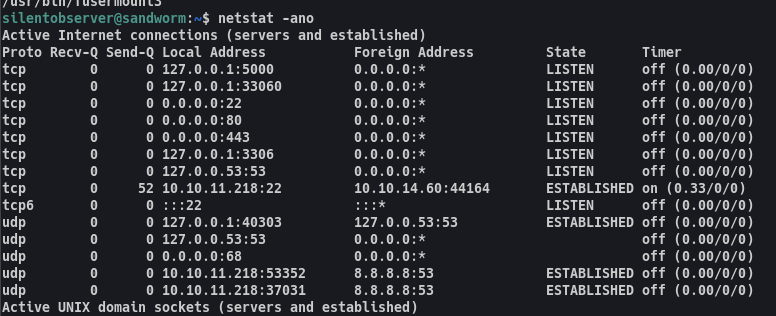 /usr/bin/fusermount3
silentobserver@sandworm:~$ netstat -ano
Active Internet connections (servers and established)
Proto Recv-Q Send-Q Local Address           Foreign Address         State       Timer
tcp        0      0 127.0.0.1:5000          0.0.0.0:*               LISTEN      off (0.00/0/0)
tcp        0      0 127.0.0.1:33060         0.0.0.0:*               LISTEN      off (0.00/0/0)
tcp        0      0 0.0.0.0:22              0.0.0.0:*               LISTEN      off (0.00/0/0)
tcp        0      0 0.0.0.0:80              0.0.0.0:*               LISTEN      off (0.00/0/0)
tcp        0      0 0.0.0.0:443             0.0.0.0:*               LISTEN      off (0.00/0/0)
tcp        0      0 127.0.0.1:3306          0.0.0.0:*               LISTEN      off (0.00/0/0)
tcp        0      0 127.0.0.53:53           0.0.0.0:*               LISTEN      off (0.00/0/0)
tcp        0     52 10.10.11.218:22         10.10.14.60:44164       ESTABLISHED on (0.33/0/0)
tcp6       0      0 :::22                   :::*                    LISTEN      off (0.00/0/0)
udp        0      0 127.0.0.1:40303         127.0.0.53:53           ESTABLISHED off (0.00/0/0)
udp        0      0 127.0.0.53:53           0.0.0.0:*                           off (0.00/0/0)
udp        0      0 0.0.0.0:68              0.0.0.0:*                           off (0.00/0/0)
udp        0      0 10.10.11.218:53352      8.8.8.8:53              ESTABLISHED off (0.00/0/0)
udp        0      0 10.10.11.218:37031      8.8.8.8:53              ESTABLISHED off (0.00/0/0)
Active UNIX domain sockets (servers and established)